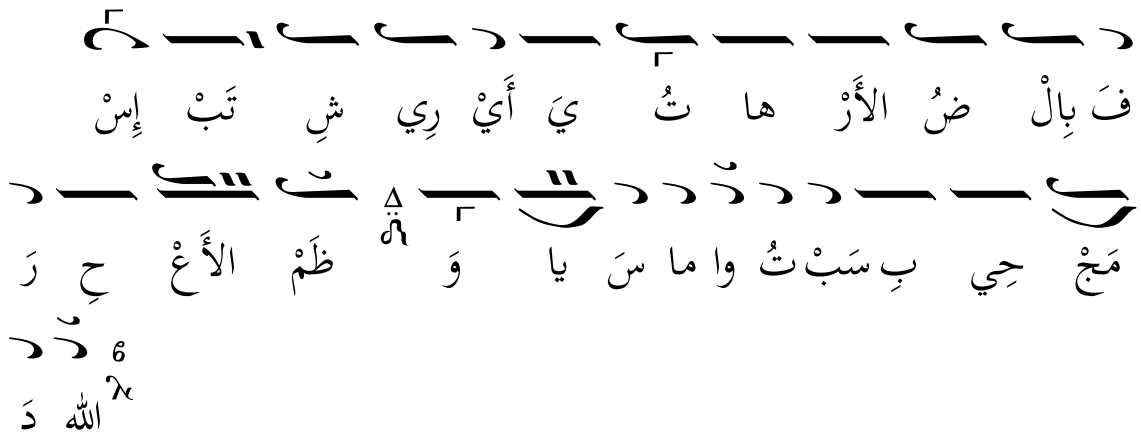 إِسْ تَبْ شِ رِي أَيْ يَ تُ ها الأَرْ ضُ بِالْ فَ
رَ حِ الأَعْ ظَمْ Δ وَ يا سَ ما وا تُ سَبْ بِ حِي مَجْ
دَ الله